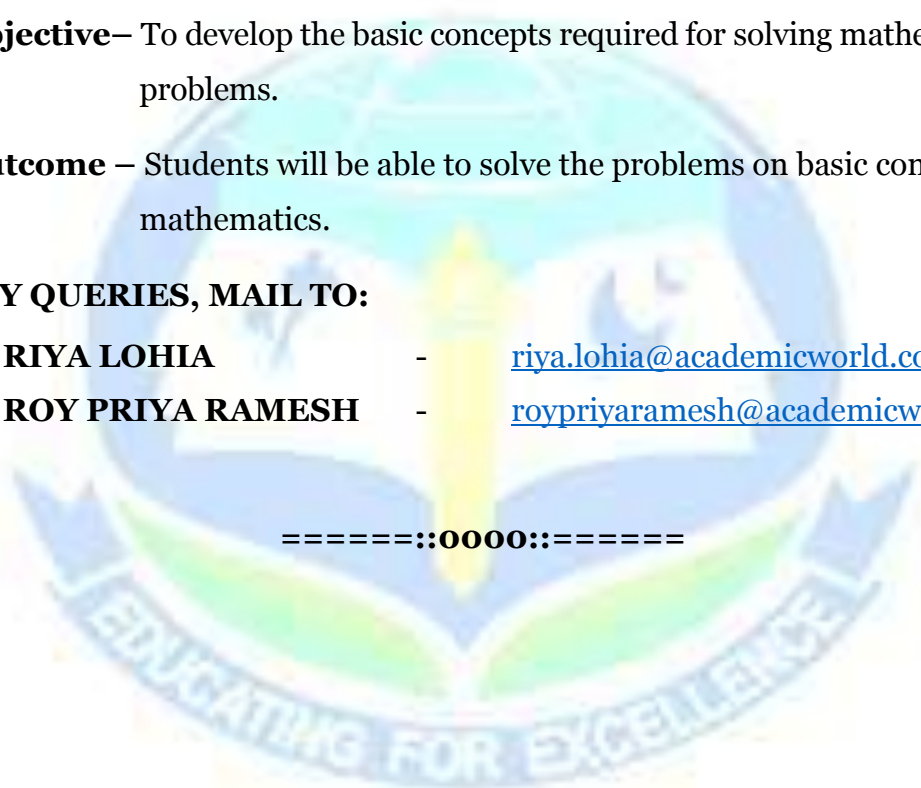 jective– To develop the basic concepts required for solving mathe
problems.
tcome – Students will be able to solve the problems on basic con
mathematics.
Y QUERIES, MAIL TO:
RIYA LOHIA - riya.lohia@academicworld.co
ROY PRIYA RAMESH - roypriyaramesh@academicw
======::oooo::======
EDUCATING FOR EXCELLENCE